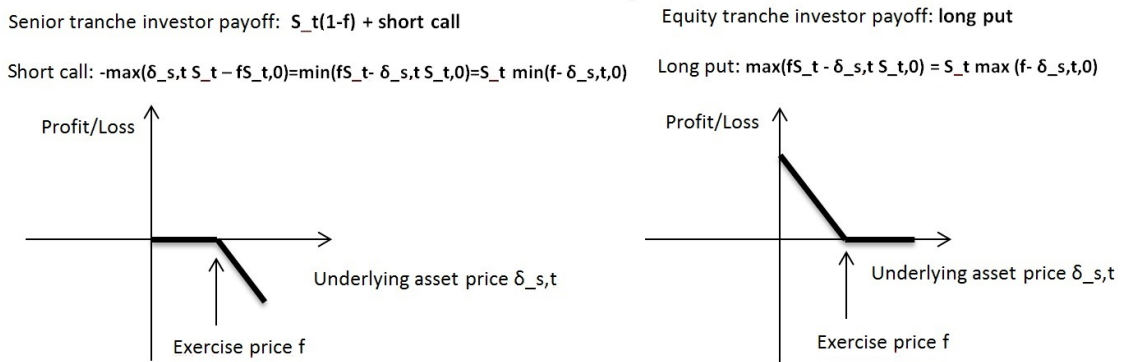 Senior tranche investor payoff: S_t(1-f) + short call
Short call: -max(δ_s,t S_t – fS_t,0)=min(fS_t- δ_s,t S_t,0)=S_t min(f- δ_s,t,0)
Profit/Loss
Underlying asset price δ_s,t
Exercise price f
Equity tranche investor payoff: long put
Long put: max(fS_t - δ_s,t S_t,0) = S_t max (f- δ_s,t,0)
Profit/Loss
Underlying asset price δ_s,t
Exercise price f